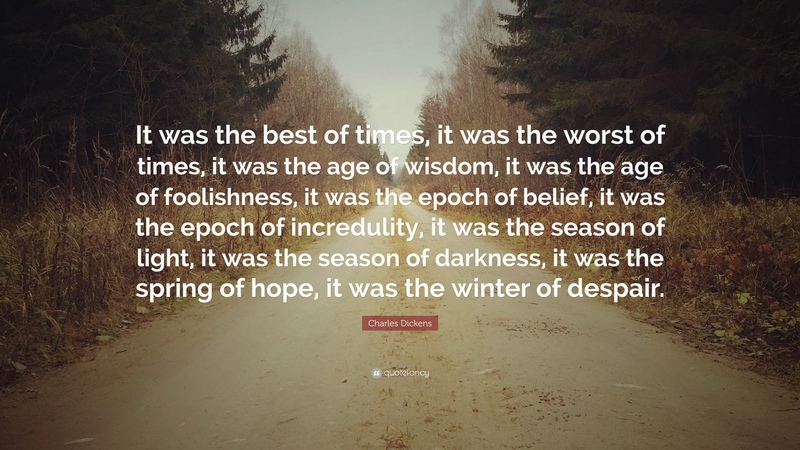 It was the best of times, it was the worst of
times, it was the age of wisdom, it was the age
of foolishness, it was the epoch of belief, it was
the epoch of incredulity, it was the season of
light, it was the season of darkness, it was the
spring of hope, it was the winter of despair.
Charles Dickens
quotefancy